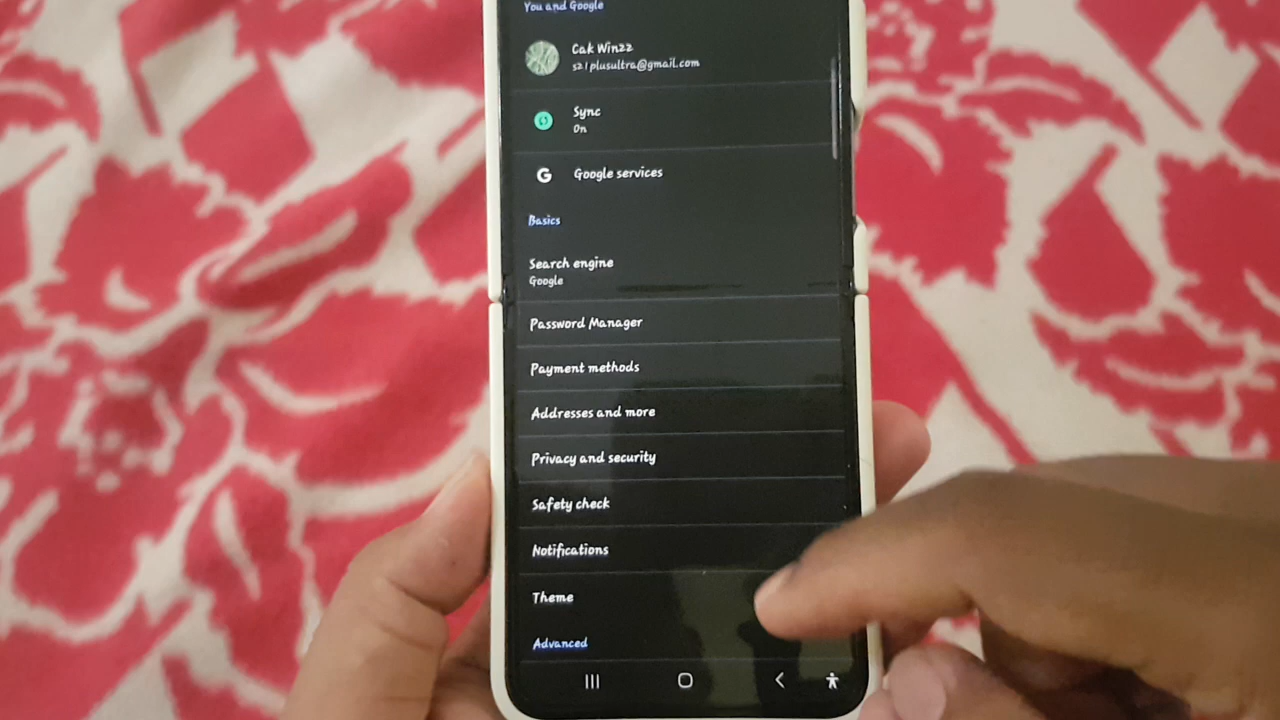 You and Google
Cak Winzz
s21plusultra@gmail.com
Sync
On
G Google services
Basics
Search engine
Google
Password Manager
Payment methods
Addresses and more
Privacy and security
Safety check
Notifications
Theme
Advanced